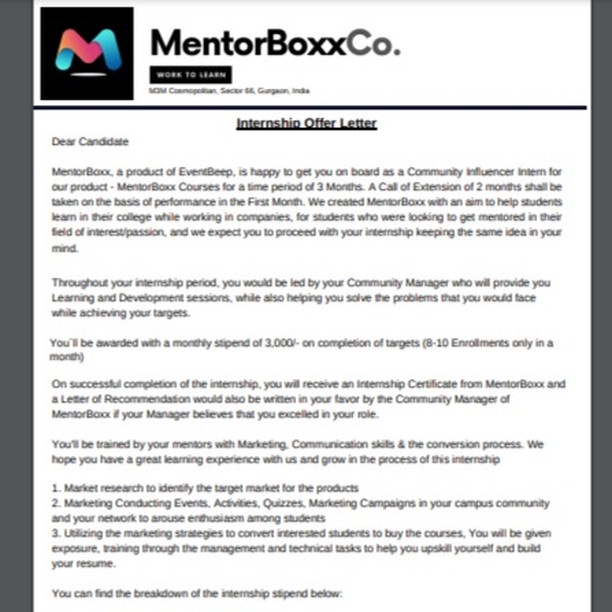 MentorBoxxCo.
WORK TO LEARN
M3M Cosmopolitan, Sector 66, Gurgaon, India
Internship Offer Letter
Dear Candidate
MentorBoxx, a product of EventBeep, is happy to get you on board as a Community Influencer Intern for
our product - MentorBoxx Courses for a time period of 3 Months. A Call of Extension of 2 months shall be
taken on the basis of performance in the First Month. We created MentorBoxx with an aim to help students
learn in their college while working in companies, for students who were looking to get mentored in their
field of interest/passion, and we expect you to proceed with your internship keeping the same idea in your
mind.
Throughout your internship period, you would be led by your Community Manager who will provide you
Learning and Development sessions, while also helping you solve the problems that you would face
while achieving your targets.
You`ll be awarded with a monthly stipend of 3,000/- on completion of targets (8-10 Enrollments only in a
month)
On successful completion of the internship, you will receive an Internship Certificate from MentorBoxx and
a Letter of Recommendation would also be written in your favor by the Community Manager of
MentorBoxx if your Manager believes that you excelled in your role.
You'll be trained by your mentors with Marketing, Communication skills & the conversion process. We
hope you have a great learning experience with us and grow in the process of this internship
1. Market research to identify the target market for the products
2. Marketing Conducting Events, Activities, Quizzes, Marketing Campaigns in your campus community
and your network to arouse enthusiasm among students
3. Utilizing the marketing strategies to convert interested students to buy the courses, You will be given
exposure, training through the management and technical tasks to help you upskill yourself and build
your resume.
You can find the breakdown of the internship stipend below: